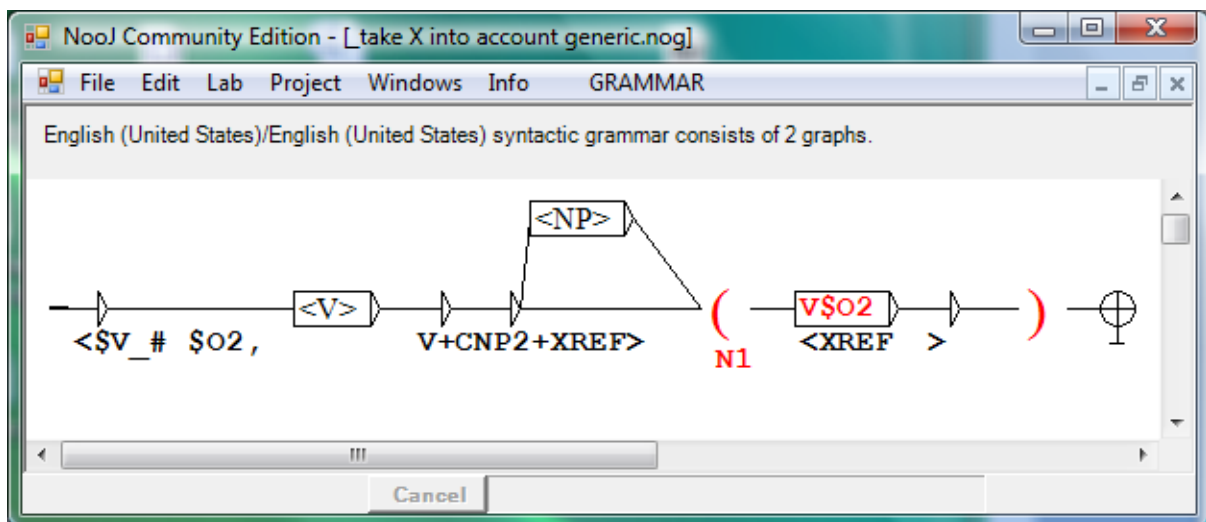 NooJ Community Edition - [_take X into account generic.nog]
File Edit Lab Project Windows Info GRAMMAR
English (United States)/English (United States) syntactic grammar consists of 2 graphs.
<NP>
<V> ( V$O2 )
<$V_# $O2, V+CNP2+XREF> <XREF >
N1
Cancel